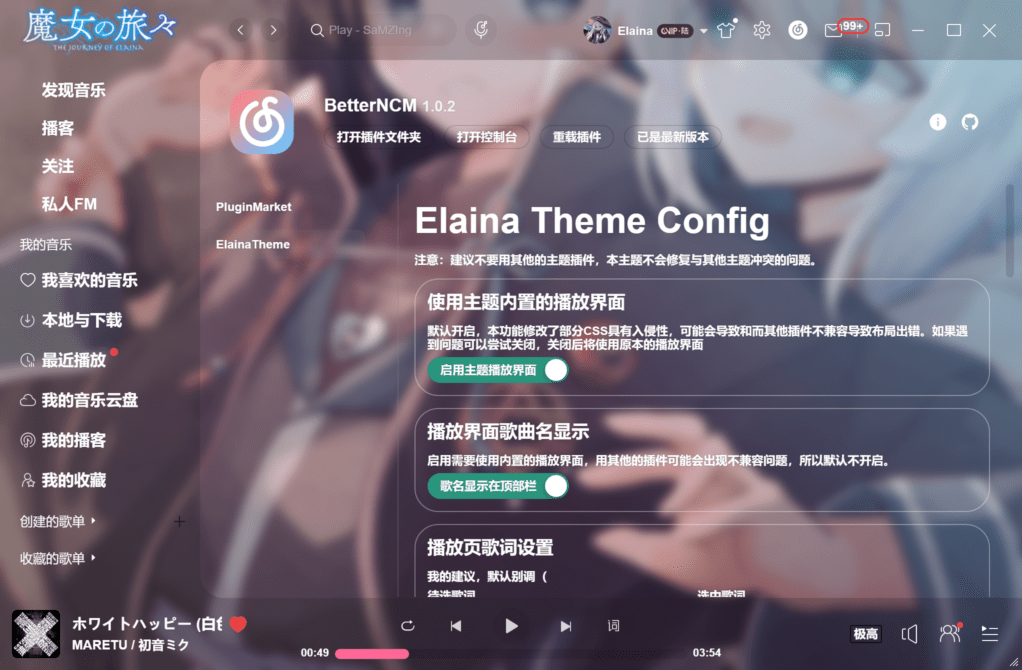 魔女の旅々
THE JOURNEY OF ELAINA
Play - SaMZIng
Elaina
CVIP·陆
99+
发现音乐
播客
关注
私人FM
我的音乐
我喜欢的音乐
本地与下载
最近播放
我的音乐云盘
我的播客
我的收藏
创建的歌单
收藏的歌单
BetterNCM 1.0.2
打开插件文件夹 打开控制台 重载插件 已是最新版本
PluginMarket
ElainaTheme
Elaina Theme Config
注意：建议不要用其他的主题插件，本主题不会修复与其他主题冲突的问题。
使用主题内置的播放界面
默认开启，本功能修改了部分CSS具有入侵性，可能会导致和而其他插件不兼容导致布局出错。如果遇
到问题可以尝试关闭，关闭后将使用原本的播放界面
启用主题播放界面
播放界面歌曲名显示
启用需要使用内置的播放界面，用其他的插件可能会出现不兼容问题，所以默认不开启。
歌名显示在顶部栏
播放页歌词设置
我的建议，默认别调（
待选歌词 选中歌词
ホワイトハッピー (白
MARETU / 初音ミク
词
00:49
03:54
极高